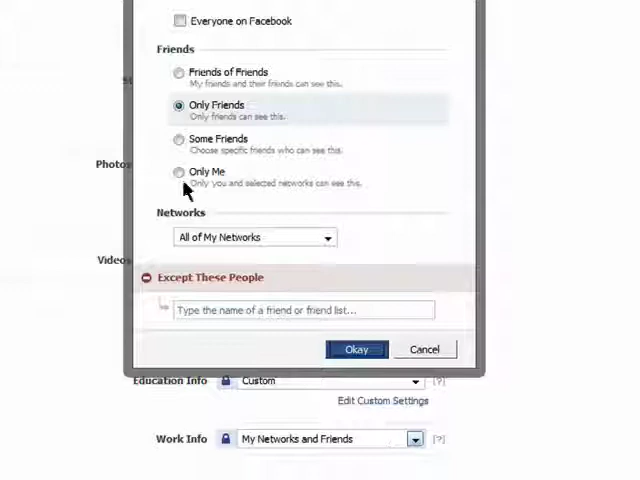 Everyone on Facebook
Friends
Friends of Friends
My friends and their friends can see this.
Only Friends
Only friends can see this.
Some Friends
Choose specific friends who can see this.
Photos
Only Me
Only you and selected networks can see this.
Networks
All of My Networks
Videos
Except These People
Type the name of a friend or friend list...
Okay Cancel
Education Info Custom [?]
Edit Custom Settings
Work Info My Networks and Friends [?]